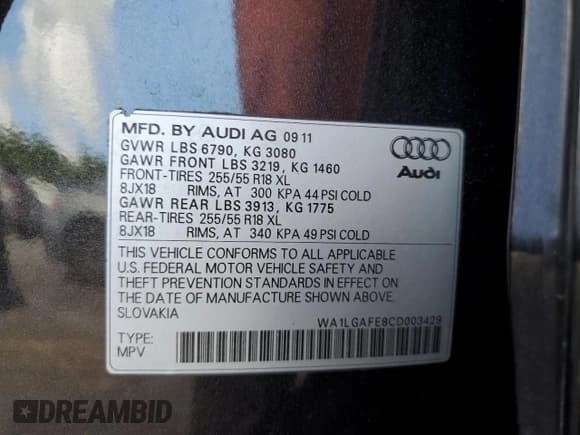 MFD. BY AUDI AG 09 11
GVWR LBS 6790, KG 3080
GAWR FRONT LBS 3219, KG 1460
FRONT-TIRES 255/55 R18 XL
8JX18 RIMS, AT 300 KPA 44 PSI COLD
GAWR REAR LBS 3913, KG 1775
REAR-TIRES 255/55 R18 XL
8JX18 RIMS, AT 340 KPA 49 PSI COLD
Audi
THIS VEHICLE CONFORMS TO ALL APPLICABLE
U.S. FEDERAL MOTOR VEHICLE SAFETY AND
THEFT PREVENTION STANDARDS IN EFFECT ON
THE DATE OF MANUFACTURE SHOWN ABOVE.
SLOVAKIA
WA1LGAFE8CD003429
TYPE:
MPV
DREAMBID